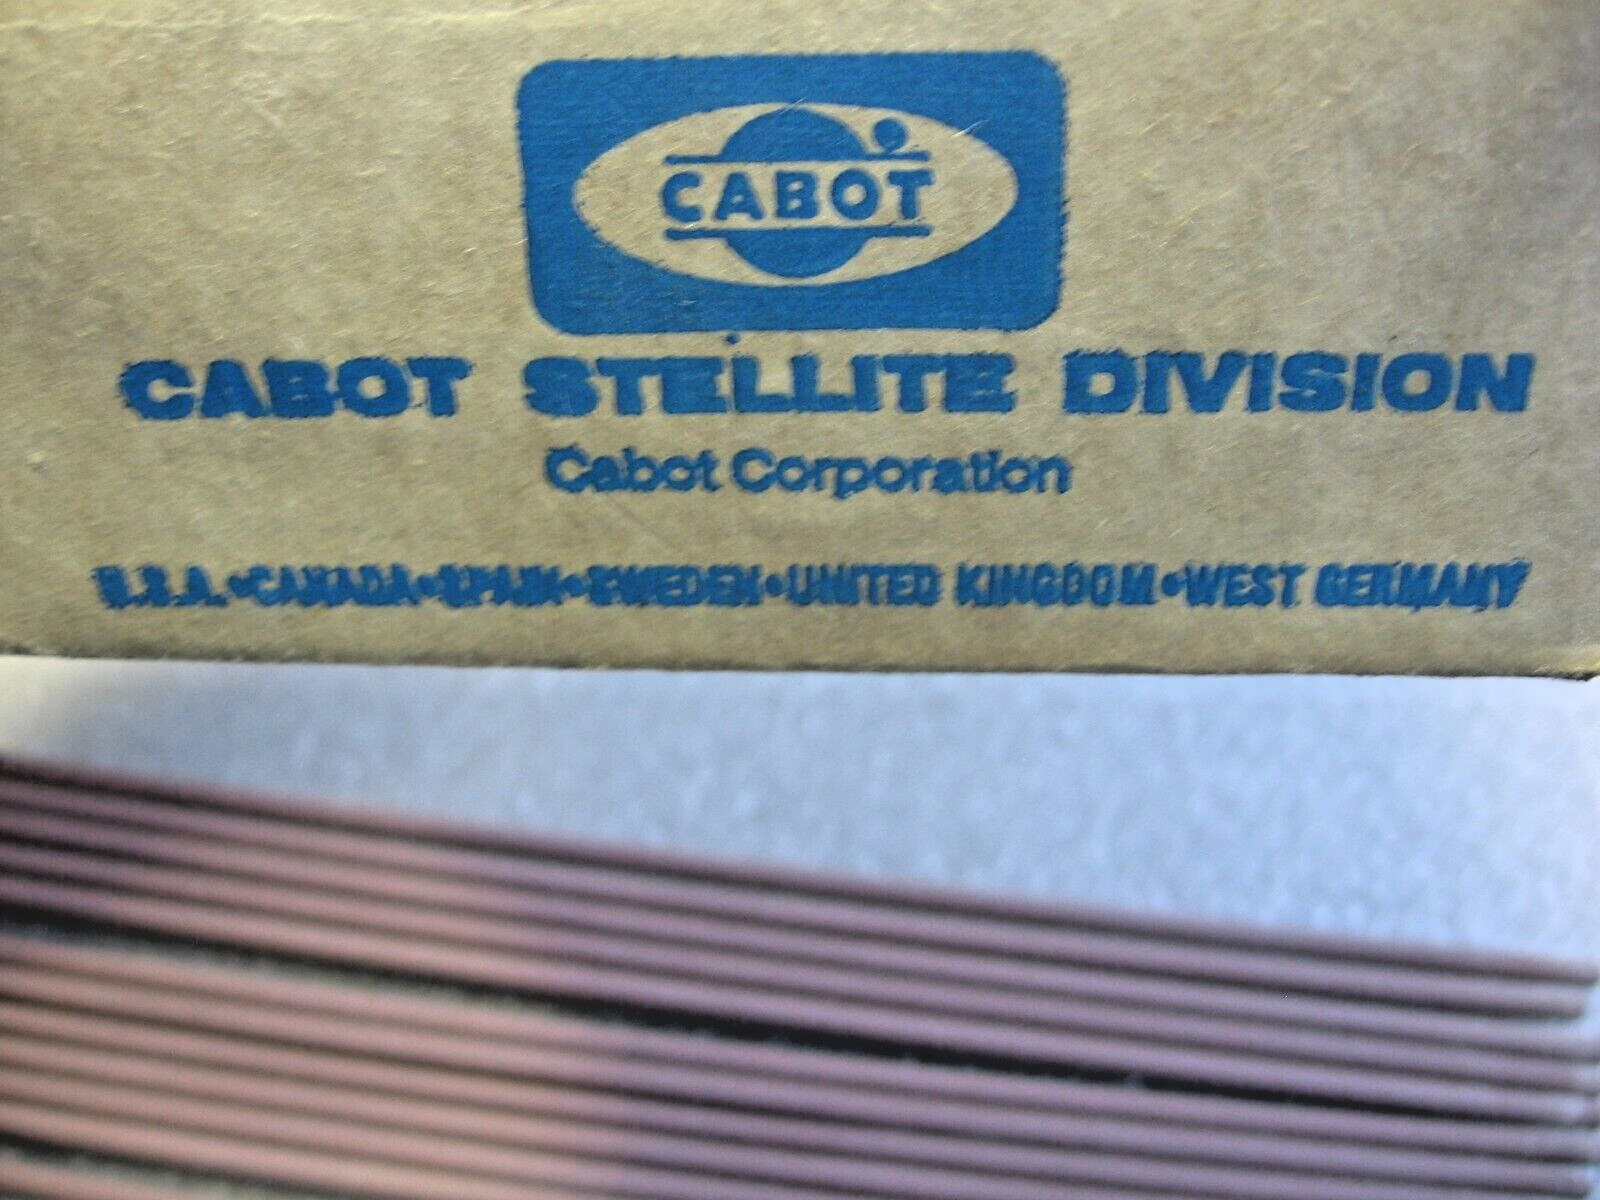 CABOT
CABOT STELLITE DIVISION
Cabot Corporation
U.S.A.•CANADA•SPAIN•SWEDEN•UNITED KINGDOM•WEST GERMANY